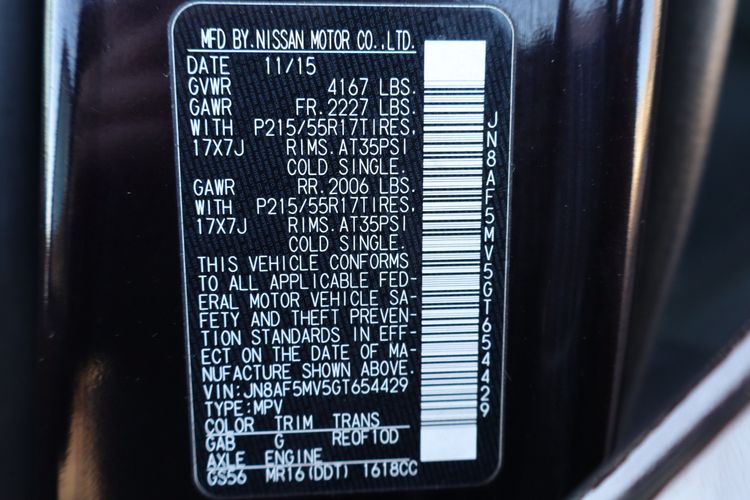 MFD BY.NISSAN MOTOR CO.,LTD.
DATE 11/15
GVWR 4167 LBS.
GAWR FR.2227 LBS.
WITH P215/55R17TIRES,
17X7J RIMS.AT35PSI
COLD SINGLE.
GAWR RR.2006 LBS.
WITH P215/55R17TIRES,
17X7J RIMS.AT35PSI
COLD SINGLE.
THIS VEHICLE CONFORMS
TO ALL APPLICABLE FED-
ERAL MOTOR VEHICLE SA-
FETY AND THEFT PREVEN-
TION STANDARDS IN EFF-
ECT ON THE DATE OF MA-
NUFACTURE SHOWN ABOVE.
VIN:JN8AF5MV5GT654429
TYPE:MPV
COLOR TRIM TRANS
GAB G RE0F10D
AXLE ENGINE
GS56 MR16(DDT) 1618CC
JN8AF5MV5GT654429